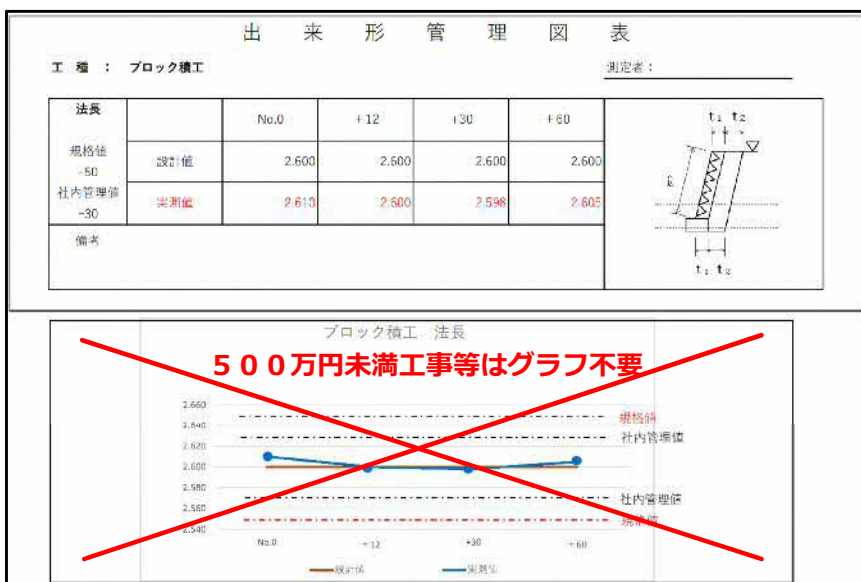 出来形管理図表
工種：ブロック積工
測定者：
法長 No.0 +12 +30 +60
規格値 -50 設計値 2.600 2.600 2.600 2.600
社内管理値 -30 実測値 2.610 2.600 2.598 2.605
備考
t₁ t₂
t₁ t₂
ブロック積工 法長
５００万円未満工事等はグラフ不要
2.660
規格値
2.640
社内管理値
2.620
2.600
2.580
社内管理値
2.560
規格値
2.540
No.0 +12 +30 +60
設計値 実測値